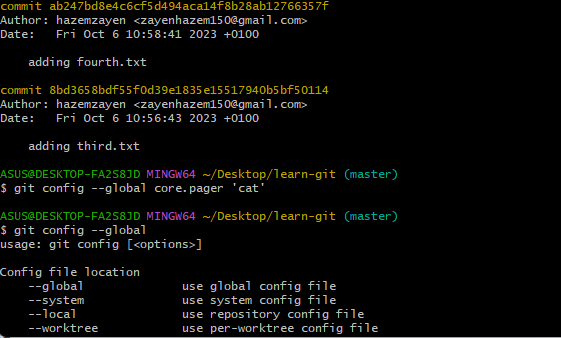 commit ab247bd8e4c6cf5d494aca14f8b28ab12766357f
Author: hazemzayen <zayenhazem150@gmail.com>
Date:   Fri Oct 6 10:58:41 2023 +0100
    adding fourth.txt
commit 8bd3658bdf55f0d39e1835e15517940b5bf50114
Author: hazemzayen <zayenhazem150@gmail.com>
Date:   Fri Oct 6 10:56:43 2023 +0100
    adding third.txt
ASUS@DESKTOP-FA2S8JD MINGW64 ~/Desktop/learn-git (master)
$ git config --global core.pager 'cat'
ASUS@DESKTOP-FA2S8JD MINGW64 ~/Desktop/learn-git (master)
$ git config --global
usage: git config [<options>]
Config file location
    --global              use global config file
    --system              use system config file
    --local               use repository config file
    --worktree            use per-worktree config file